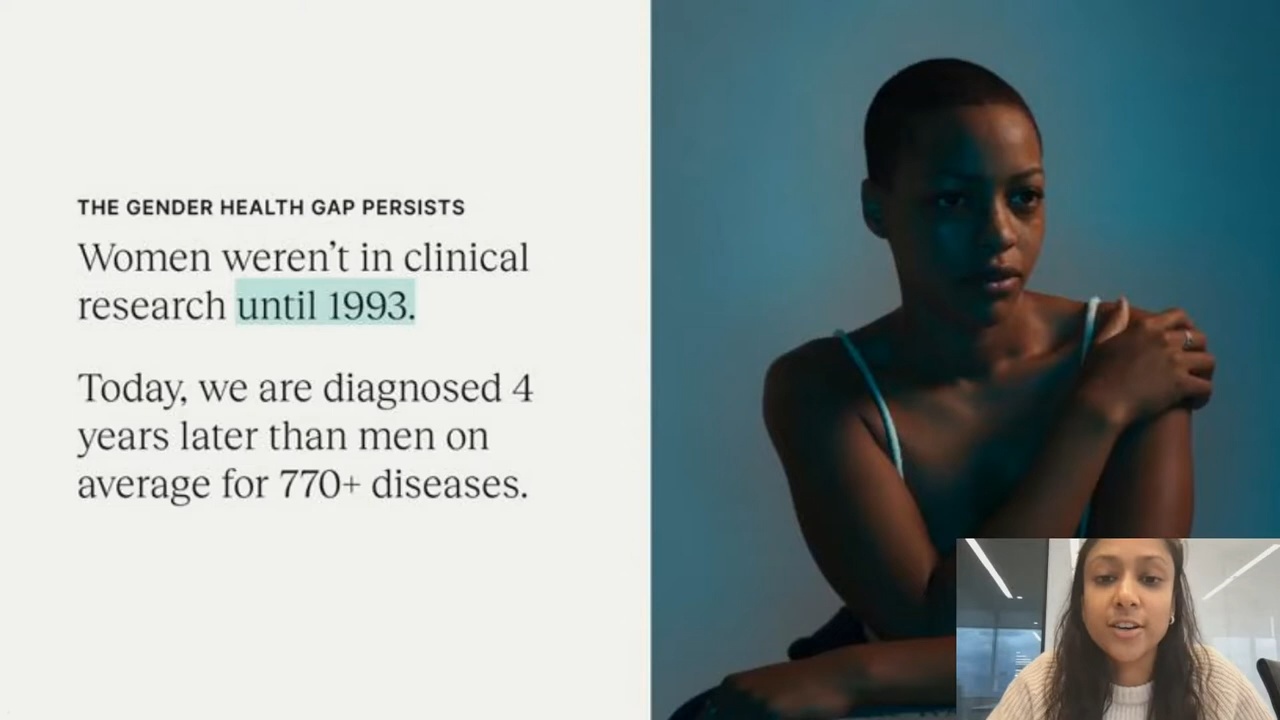 THE GENDER HEALTH GAP PERSISTS
Women weren’t in clinical
research until 1993.
Today, we are diagnosed 4
years later than men on
average for 770+ diseases.